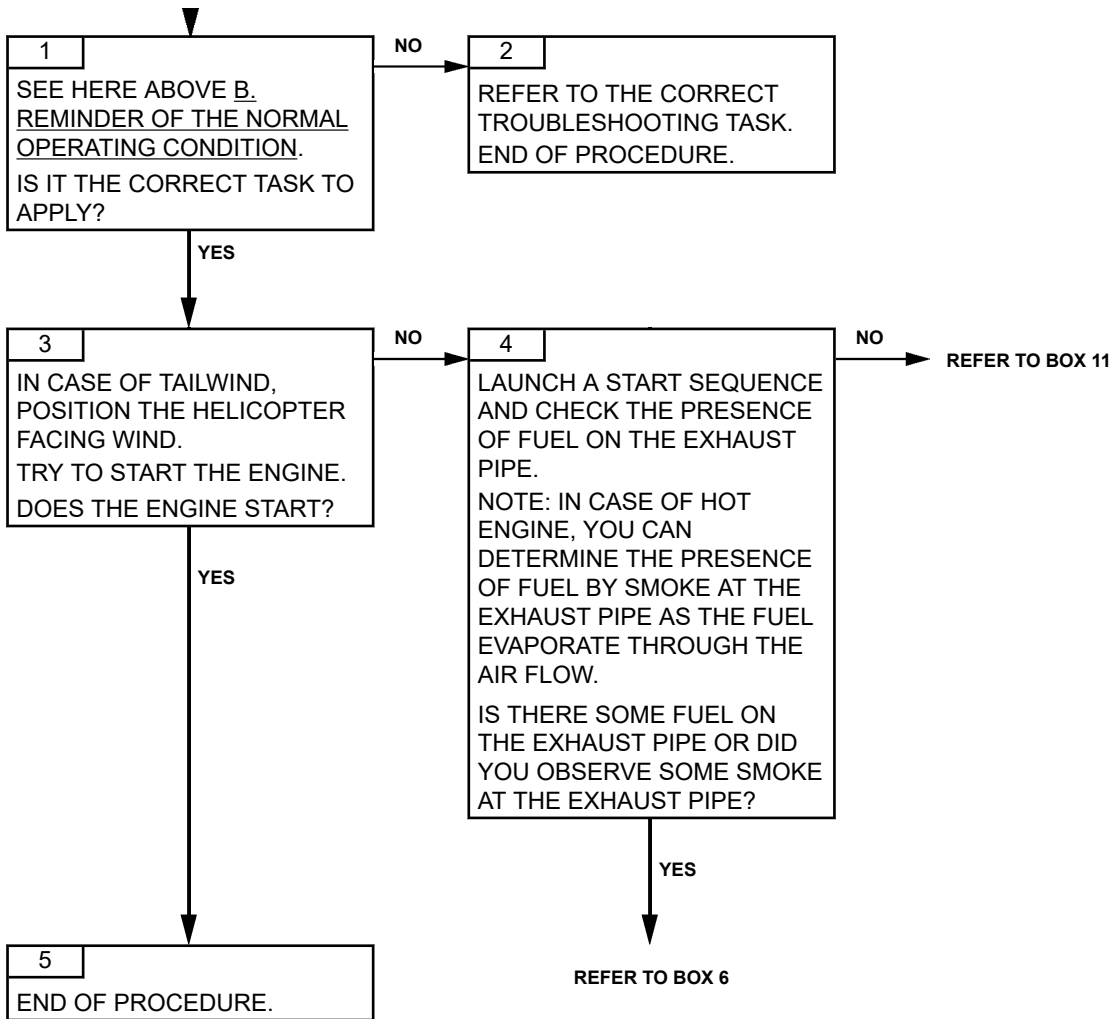 1
SEE HERE ABOVE B.
REMINDER OF THE NORMAL
OPERATING CONDITION.
IS IT THE CORRECT TASK TO
APPLY?
NO
2
REFER TO THE CORRECT
TROUBLESHOOTING TASK.
END OF PROCEDURE.
YES
3
IN CASE OF TAILWIND,
POSITION THE HELICOPTER
FACING WIND.
TRY TO START THE ENGINE.
DOES THE ENGINE START?
NO
4
LAUNCH A START SEQUENCE
AND CHECK THE PRESENCE
OF FUEL ON THE EXHAUST
PIPE.
NOTE: IN CASE OF HOT
ENGINE, YOU CAN
DETERMINE THE PRESENCE
OF FUEL BY SMOKE AT THE
EXHAUST PIPE AS THE FUEL
EVAPORATE THROUGH THE
AIR FLOW.
IS THERE SOME FUEL ON
THE EXHAUST PIPE OR DID
YOU OBSERVE SOME SMOKE
AT THE EXHAUST PIPE?
NO
REFER TO BOX 11
YES
YES
REFER TO BOX 6
5
END OF PROCEDURE.